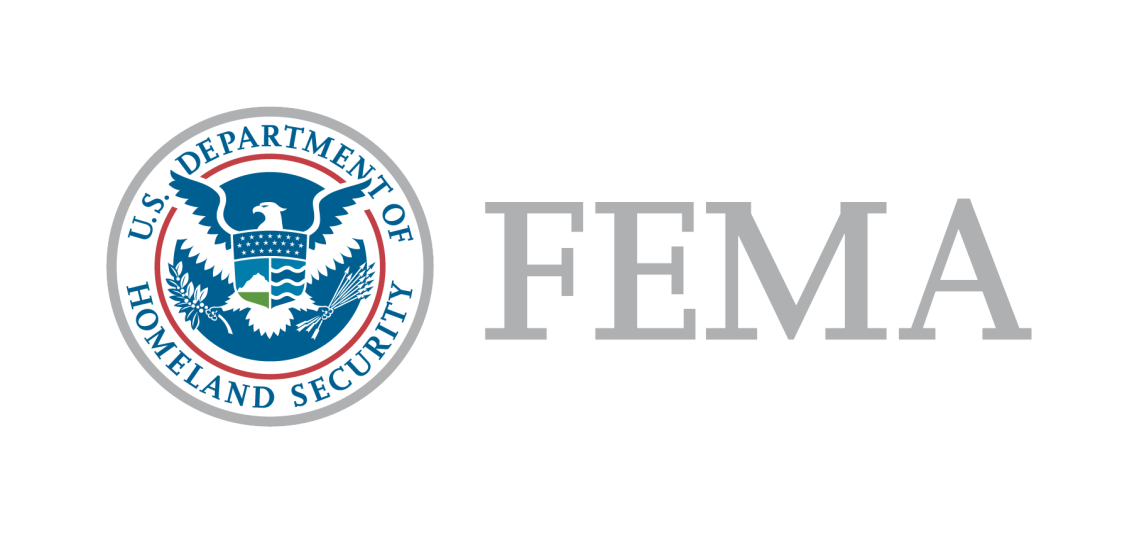 U.S. DEPARTMENT OF
HOMELAND SECURITY
FEMA